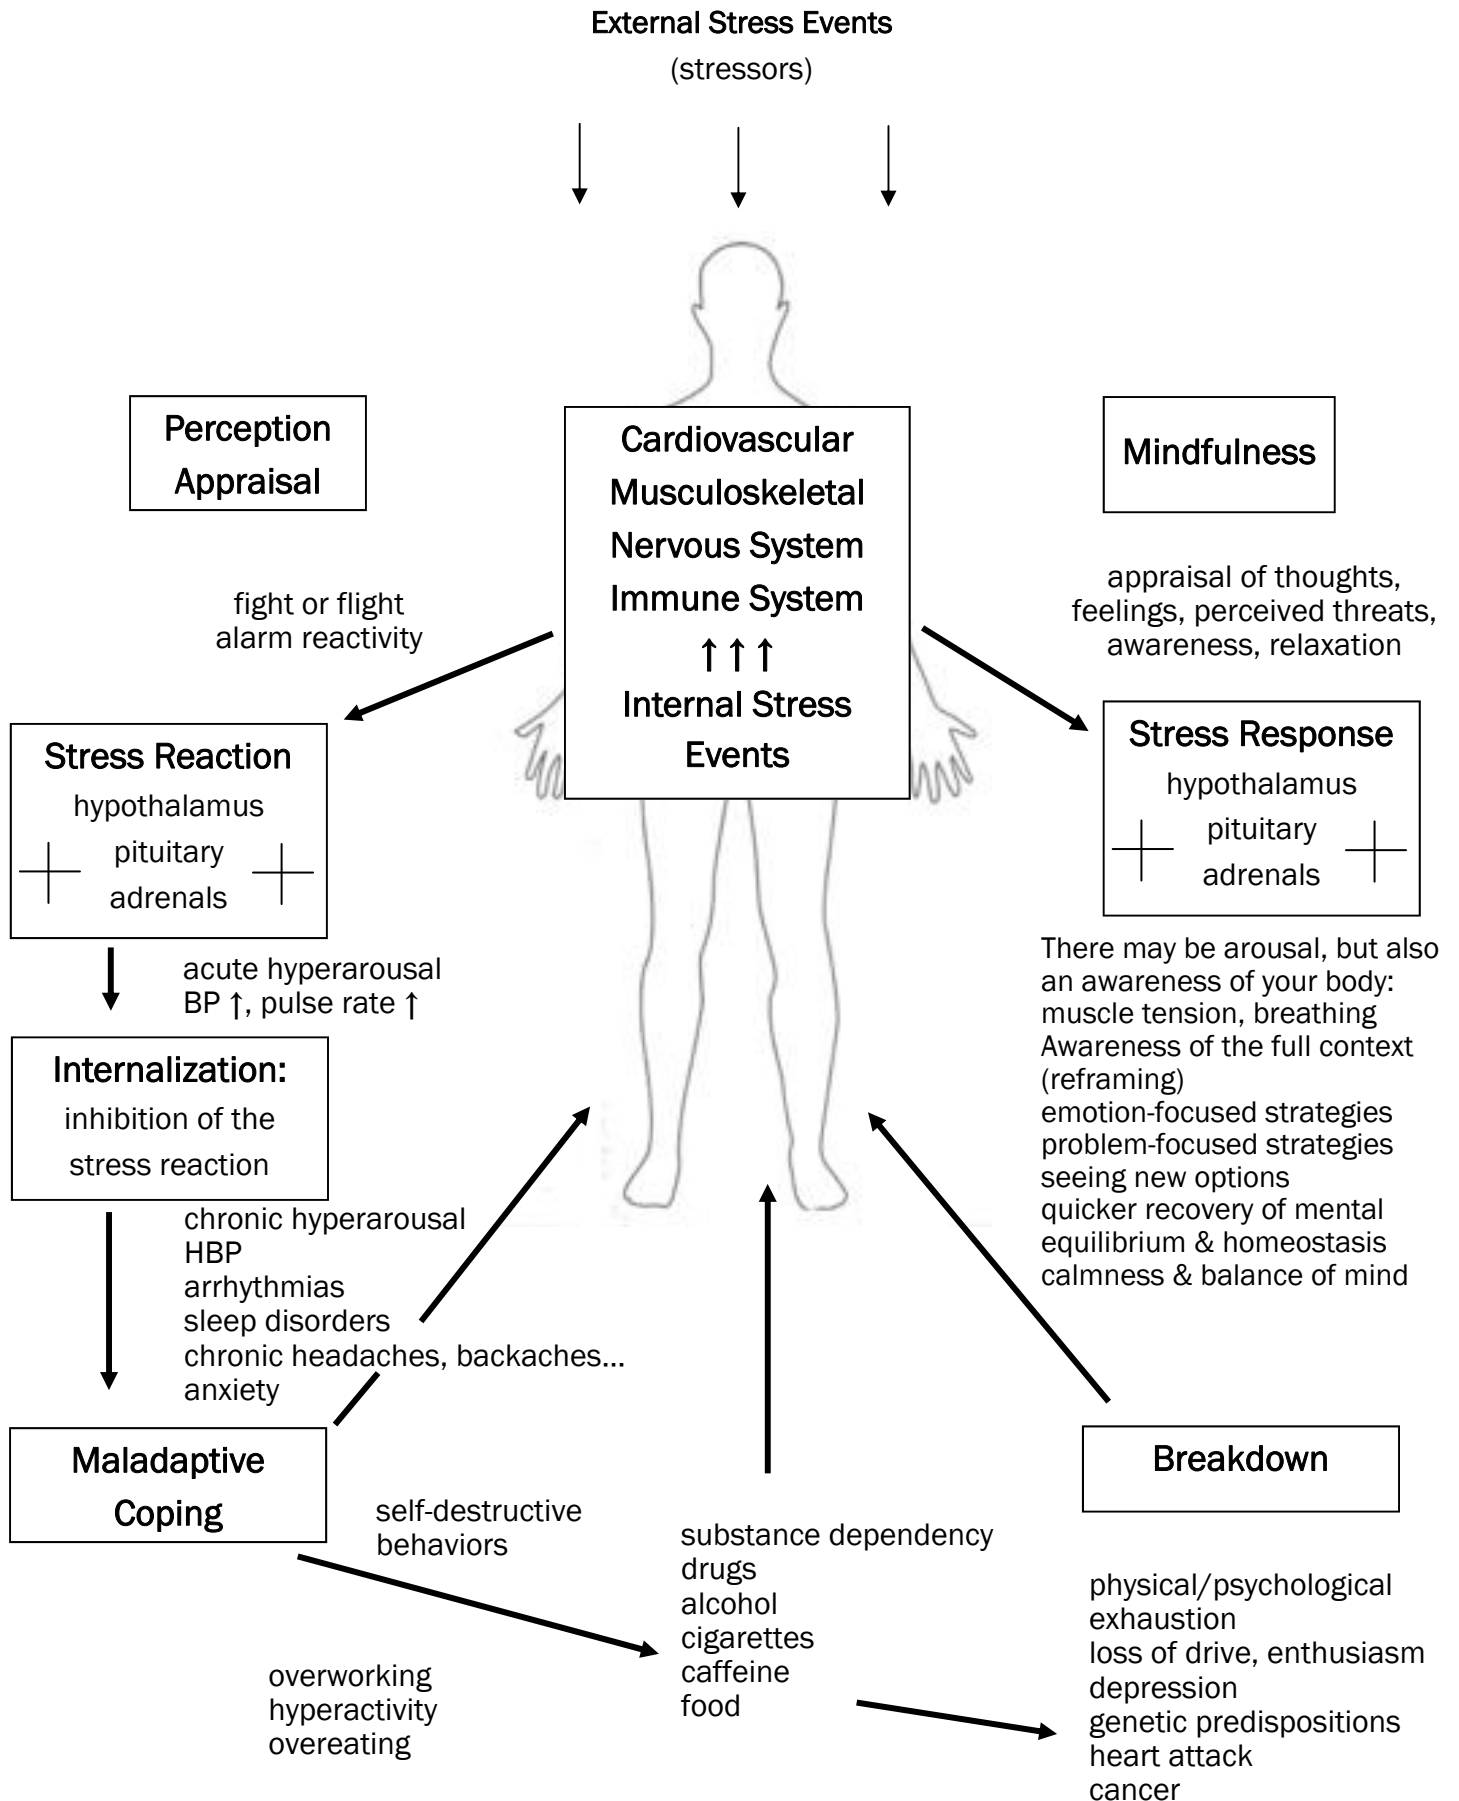 External Stress Events
(stressors)
Perception
Appraisal
Cardiovascular
Musculoskeletal
Nervous System
Immune System
↑ ↑ ↑
Internal Stress
Events
Mindfulness
fight or flight
alarm reactivity
appraisal of thoughts,
feelings, perceived threats,
awareness, relaxation
Stress Reaction
hypothalamus
pituitary
adrenals
Stress Response
hypothalamus
pituitary
adrenals
acute hyperarousal
BP ↑, pulse rate ↑
There may be arousal, but also
an awareness of your body:
muscle tension, breathing
Awareness of the full context
(reframing)
emotion-focused strategies
problem-focused strategies
seeing new options
quicker recovery of mental
equilibrium & homeostasis
calmness & balance of mind
Internalization:
inhibition of the
stress reaction
chronic hyperarousal
HBP
arrhythmias
sleep disorders
chronic headaches, backaches...
anxiety
Maladaptive
Coping
self-destructive
behaviors
overworking
hyperactivity
overeating
substance dependency
drugs
alcohol
cigarettes
caffeine
food
Breakdown
physical/psychological
exhaustion
loss of drive, enthusiasm
depression
genetic predispositions
heart attack
cancer